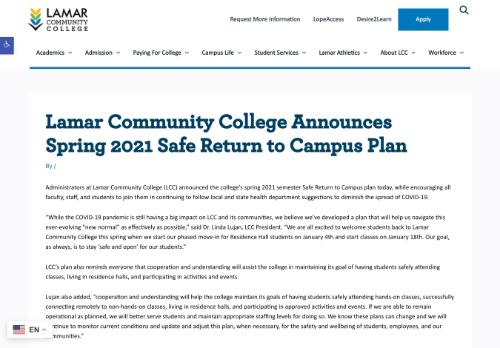 LAMAR
COMMUNITY
COLLEGE
Request More Information LopeAccess Desire2Learn Apply
Academics Admission Paying For College Campus Life Student Services Lamar Athletics About LCC Workforce
Lamar Community College Announces
Spring 2021 Safe Return to Campus Plan
By /
Administrators at Lamar Community College (LCC) announced the college's spring 2021 semester Safe Return to Campus plan today, while encouraging all
faculty, staff, and students to join them in continuing to follow local and state health department suggestions to diminish the spread of COVID-19.
"While the COVID-19 pandemic is still having a big impact on LCC and its communities, we believe we've developed a plan that will help us navigate this
ever-evolving "new normal" as effectively as possible," said Dr. Linda Lujan, LCC President. "We are all excited to welcome students back to Lamar
Community College this spring when we start our phased move-in for Residence Hall students on January 4th and start classes on January 18th. Our goal,
as always, is to stay 'safe and open' for our students."
LCC's plan also reminds everyone that cooperation and understanding will assist the college in maintaining its goal of having students safely attending
classes, living in residence halls, and participating in activities and events.
Lujan also added, "cooperation and understanding will help the college maintain its goals of having students safely attending hands-on classes, successfully
connecting remotely to non-hands-on classes, living in residence halls, and participating in approved activities and events. If we are able to remain
operational as planned, we will better serve students and maintain appropriate staffing levels for doing so. We know these plans can change and we will
continue to monitor current conditions and update and adjust this plan, when necessary, for the safety and wellbeing of students, employees, and our
communities."
EN